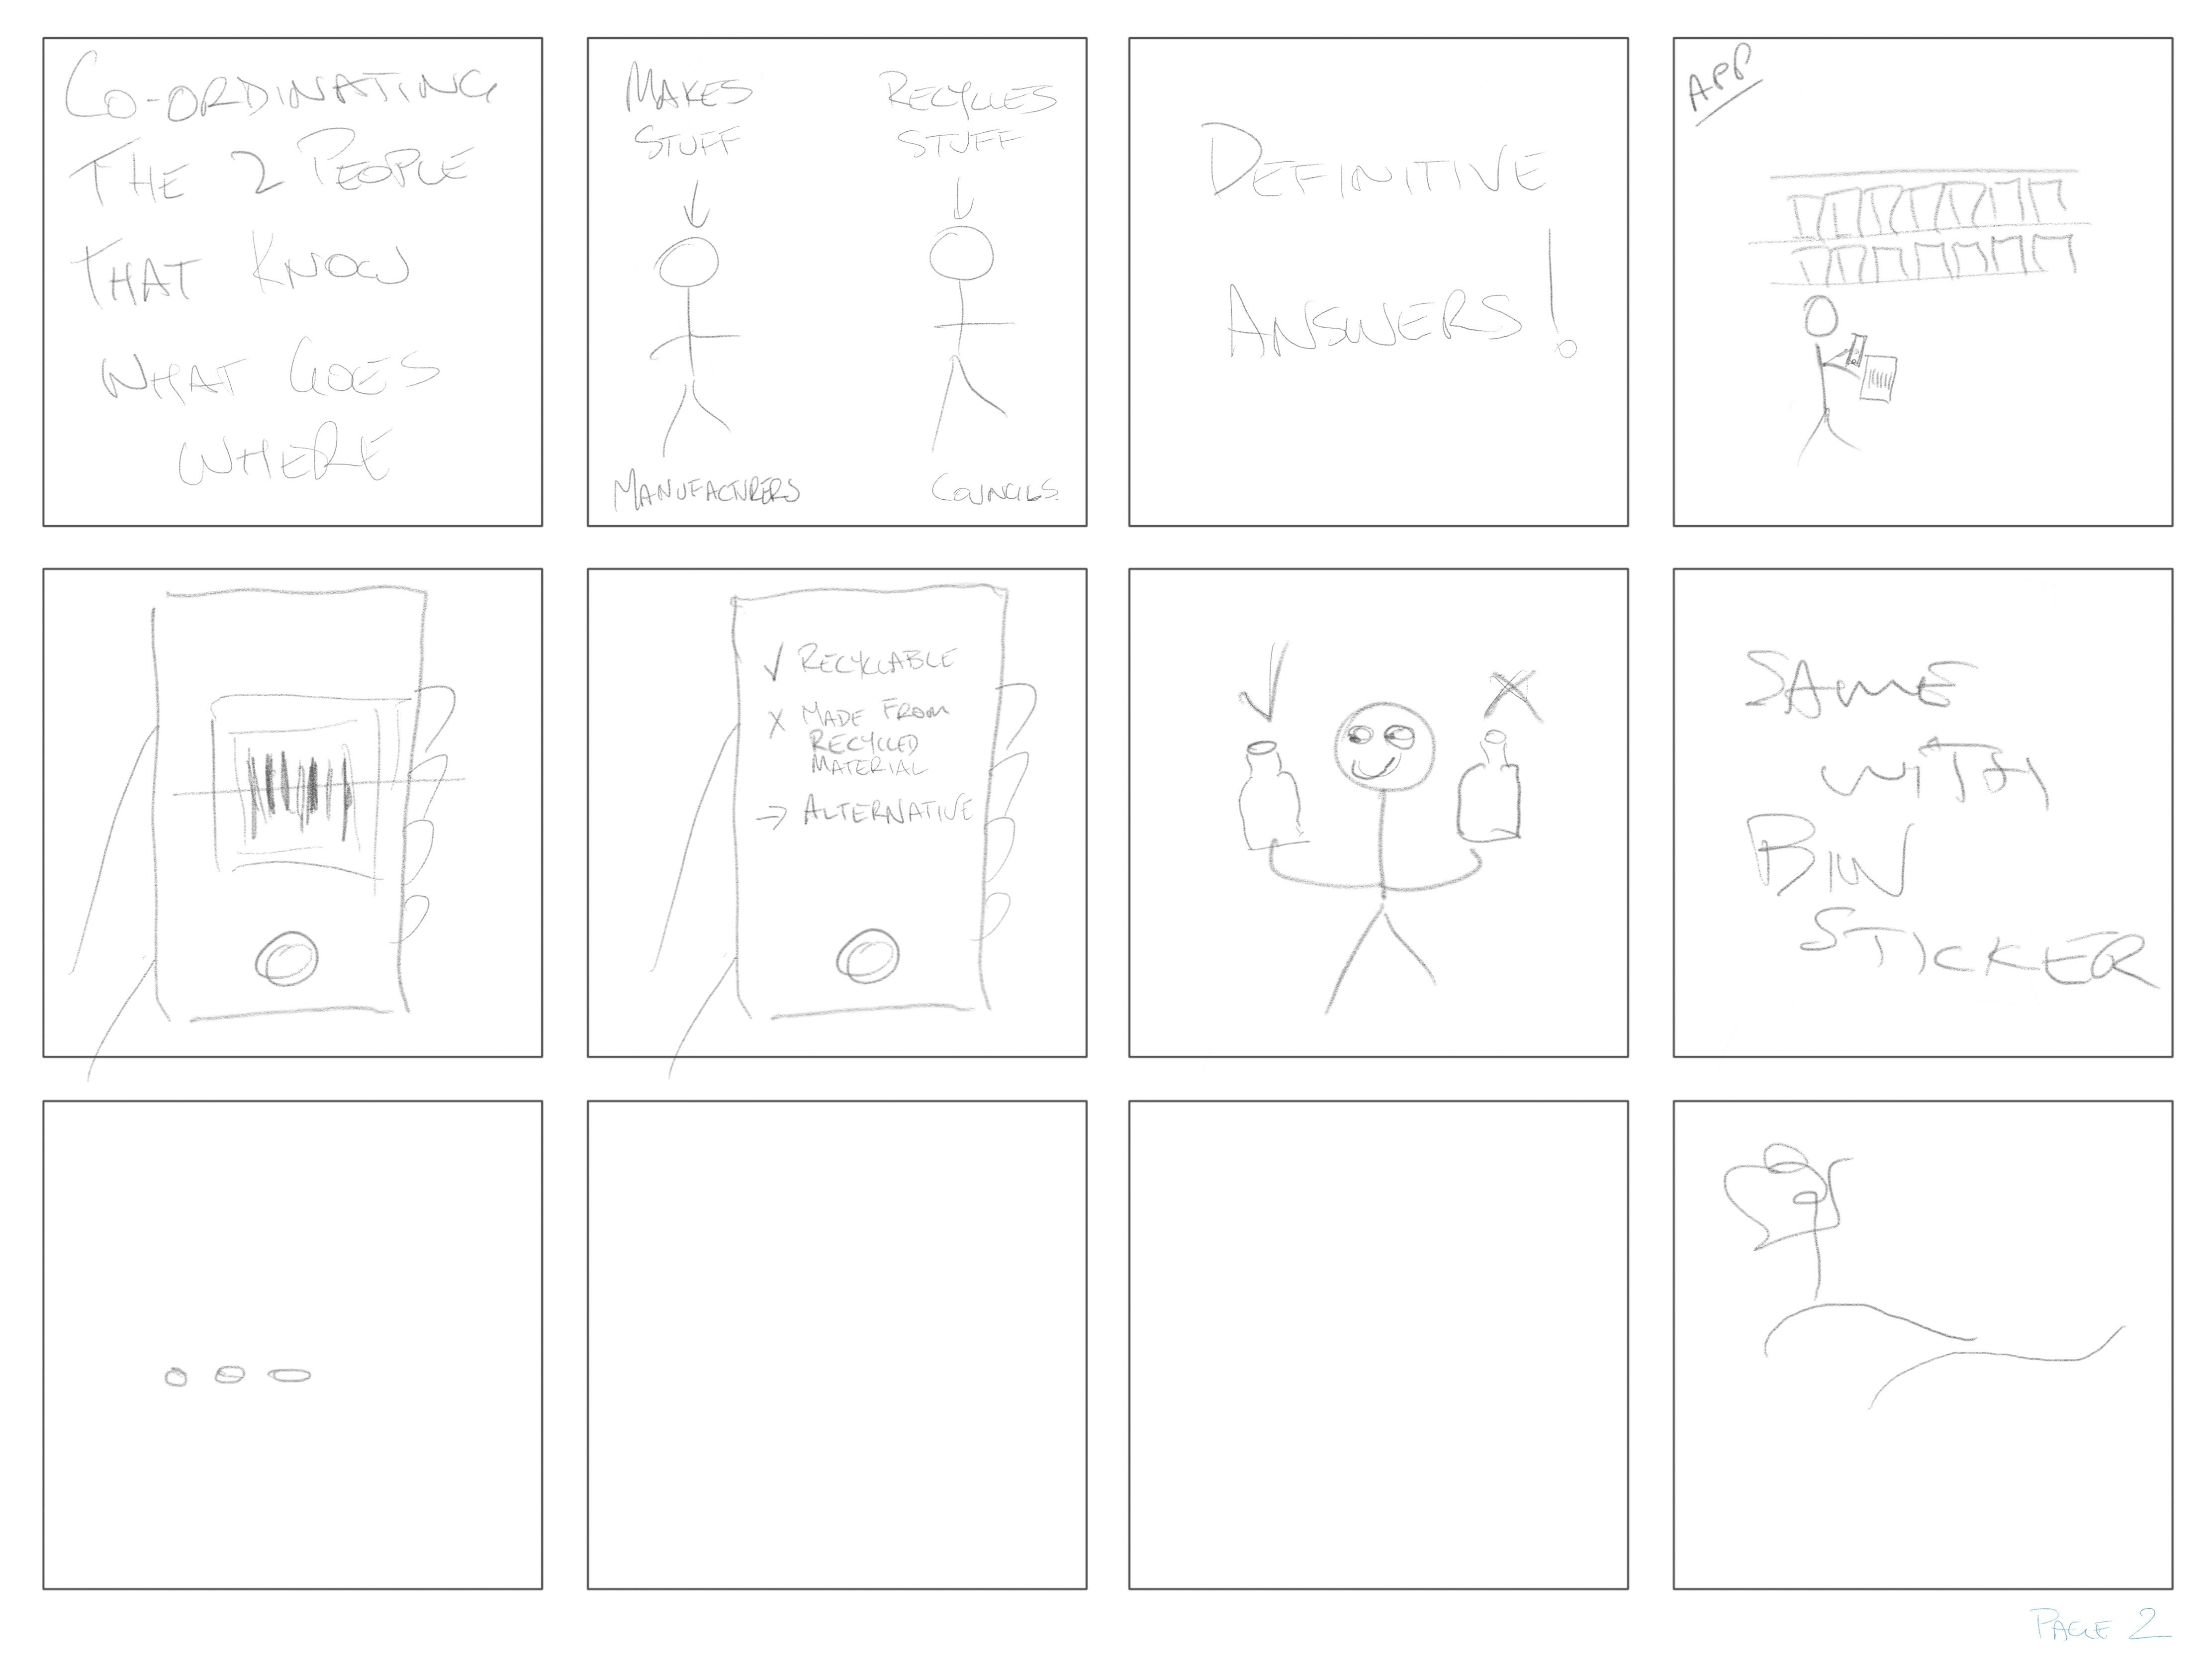 CO-ORDINATING
THE 2 PEOPLE
THAT KNOW
WHAT GOES
WHERE
MAKES
STUFF
RECYCLES
STUFF
MANUFACTURERS
COUNCILS.
DEFINITIVE
ANSWERS!
APP
✓ RECYCLABLE
X MADE FROM
RECYCLED
MATERIAL
→ ALTERNATIVE
SAME
WITH
BIN
STICKER
PAGE 2